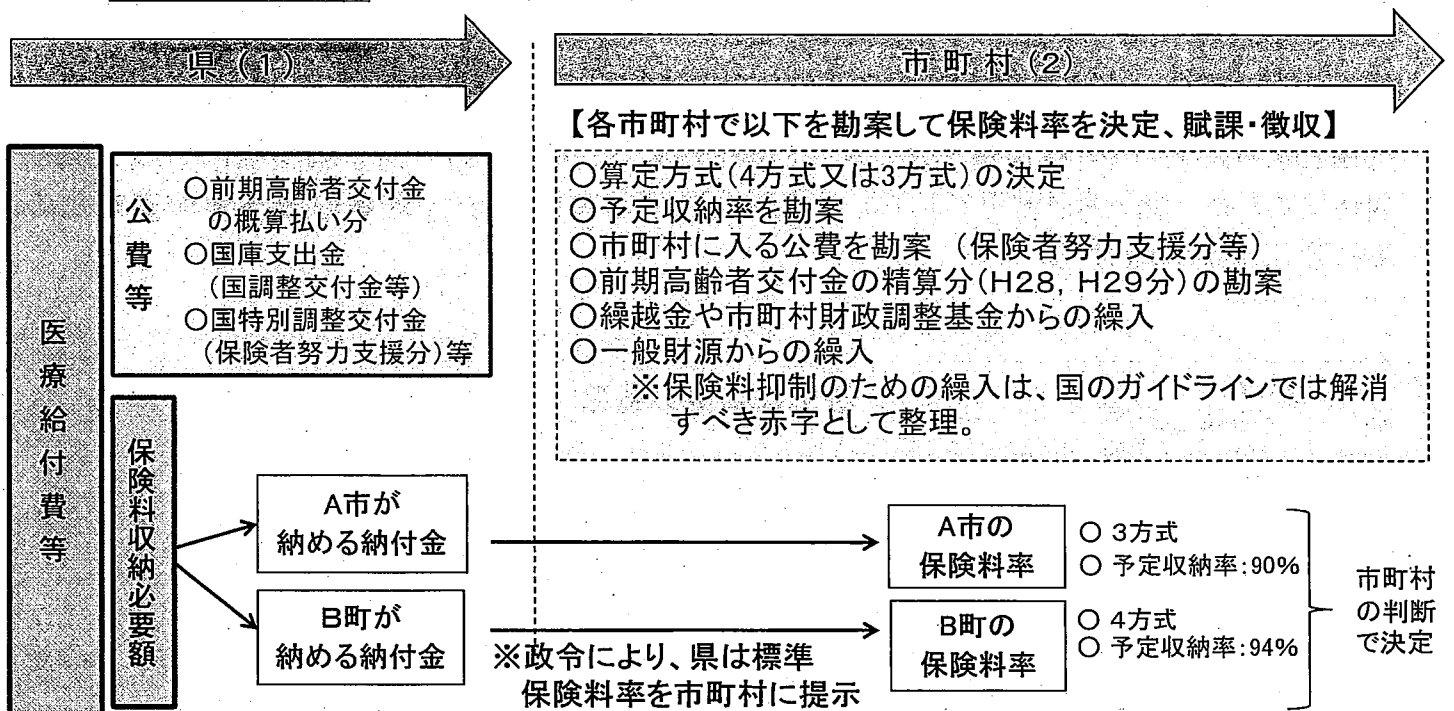 県(1)
市町村(2)
【各市町村で以下を勘案して保険料率を決定、賦課・徴収】
医療給付費等
公費等
○前期高齢者交付金
の概算払い分
○国庫支出金
(国調整交付金等)
○国特別調整交付金
(保険者努力支援分)等
○算定方式(4方式又は3方式)の決定
○予定収納率を勘案
○市町村に入る公費を勘案 (保険者努力支援分等)
○前期高齢者交付金の精算分(H28, H29分)の勘案
○繰越金や市町村財政調整基金からの繰入
○一般財源からの繰入
※保険料抑制のための繰入は、国のガイドラインでは解消
すべき赤字として整理。
保険料収納必要額
A市が
納める納付金
A市の
保険料率
○ 3方式
○ 予定収納率:90%
B町が
納める納付金
B町の
保険料率
○ 4方式
○ 予定収納率:94%
市町村
の判断
で決定
※政令により、県は標準
保険料率を市町村に提示